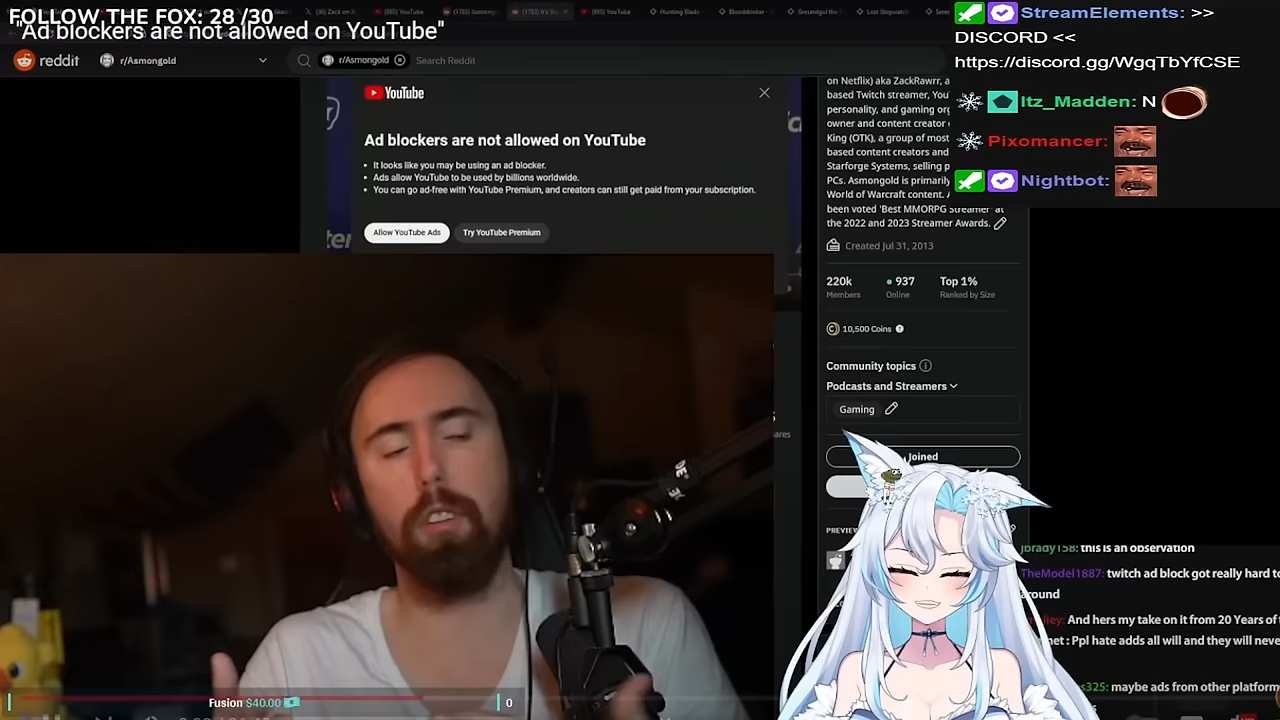 FOLLOW THE FOX: 28 /30
"Ad blockers are not allowed on YouTube"
reddit
r/Asmongold
r/Asmongold
Search Reddit
YouTube
Ad blockers are not allowed on YouTube
• It looks like you may be using an ad blocker.
• Ads allow YouTube to be used by billions worldwide.
• You can go ad-free with YouTube Premium, and creators can still get paid from your subscription.
Allow YouTube Ads
Try YouTube Premium
on Netflix) aka ZackRawrr, a
based Twitch streamer, You
personality, and gaming org
owner and content creator
King (OTK), a group of most
based content creators and
Starforge Systems, selling p
PCs. Asmongold is primarily
World of Warcraft content. A
been voted 'Best MMORPG Streamer' at
the 2022 and 2023 Streamer Awards.
Created Jul 31, 2013
220k
937
Top 1%
Members
Online
Ranked by Size
10,500 Coins
Community topics
Podcasts and Streamers
Gaming
Joined
PREVIE
StreamElements: >>
DISCORD <<
https://discord.gg/WgqTbYfCSE
Itz_Madden: N
Pixomancer:
Nightbot:
jbrady158: this is an observation
TheModel1887: twitch ad block got really hard to
around
ley: And hers my take on it from 20 Years of
net : Ppl hate adds all will and they will neve
s325: maybe ads from other platform
Fusion $40.00
0